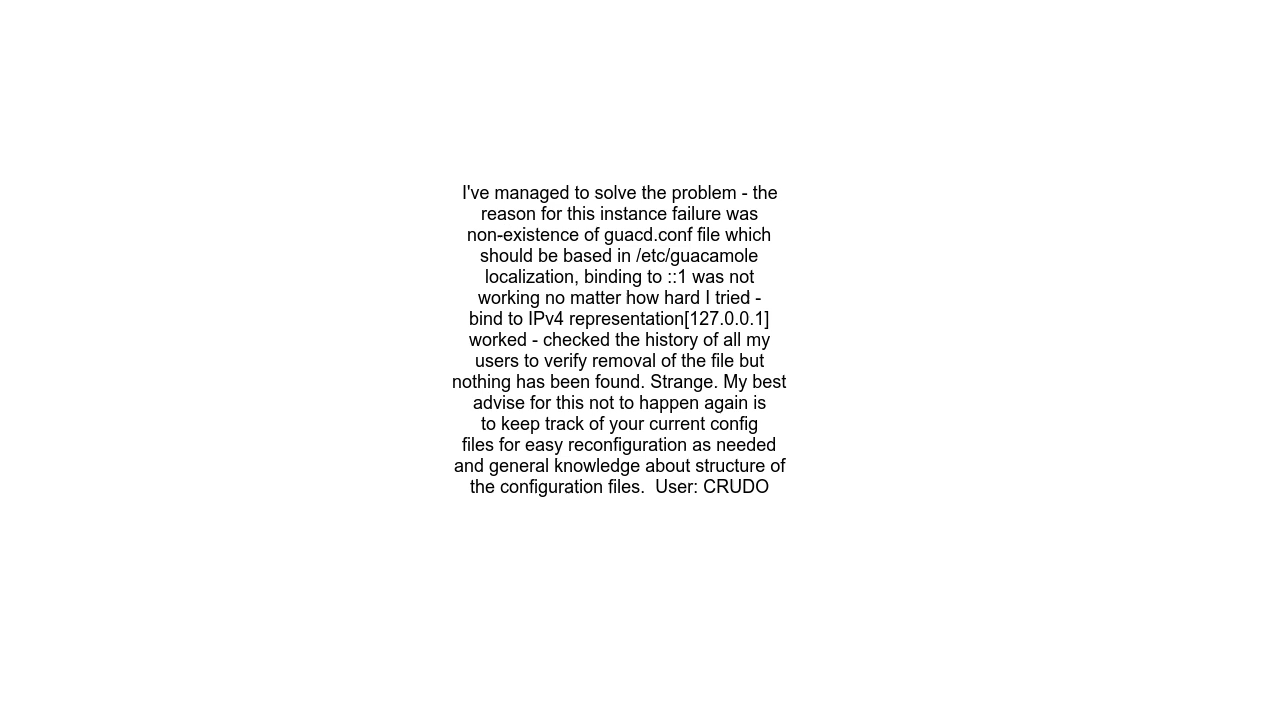 I've managed to solve the problem - the
reason for this instance failure was
non-existence of guacd.conf file which
should be based in /etc/guacamole
localization, binding to ::1 was not
working no matter how hard I tried -
bind to IPv4 representation[127.0.0.1]
worked - checked the history of all my
users to verify removal of the file but
nothing has been found. Strange. My best
advise for this not to happen again is
to keep track of your current config
files for easy reconfiguration as needed
and general knowledge about structure of
the configuration files.  User: CRUDO